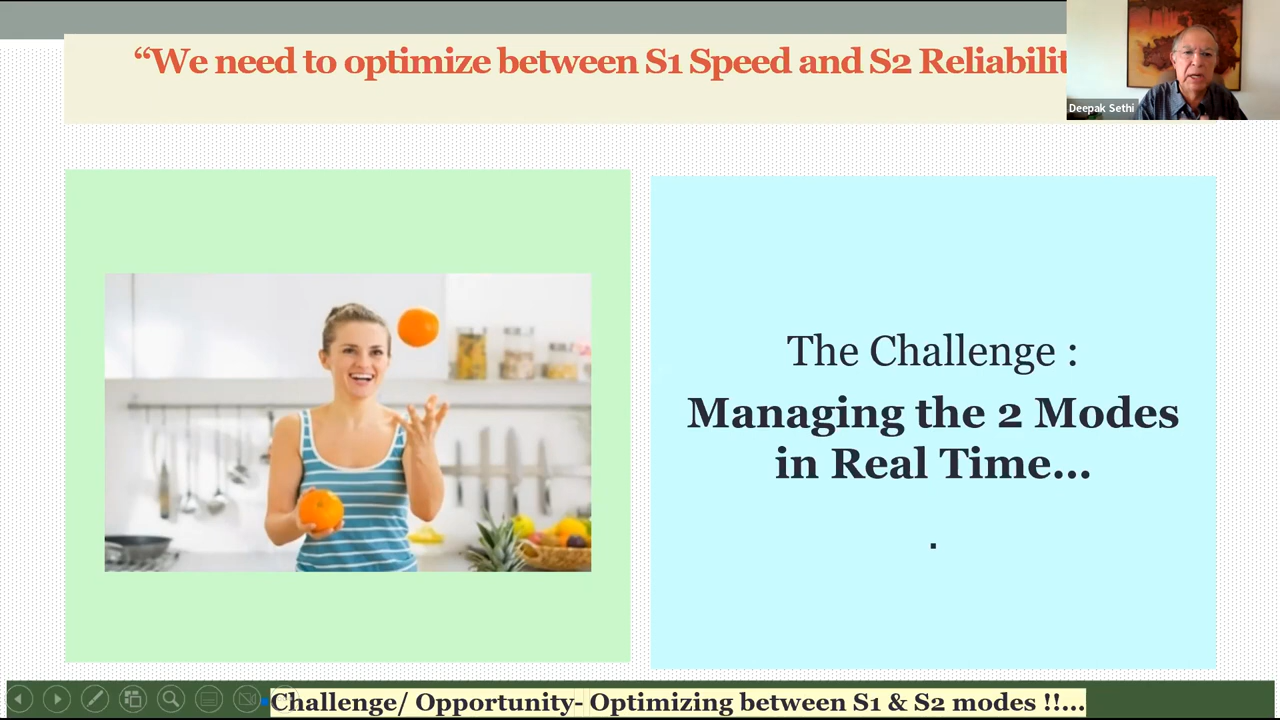 “We need to optimize between S1 Speed and S2 Reliabilit
Deepak Sethi
The Challenge :
Managing the 2 Modes
in Real Time...
.
Challenge/ Opportunity- Optimizing between S1 & S2 modes !!...